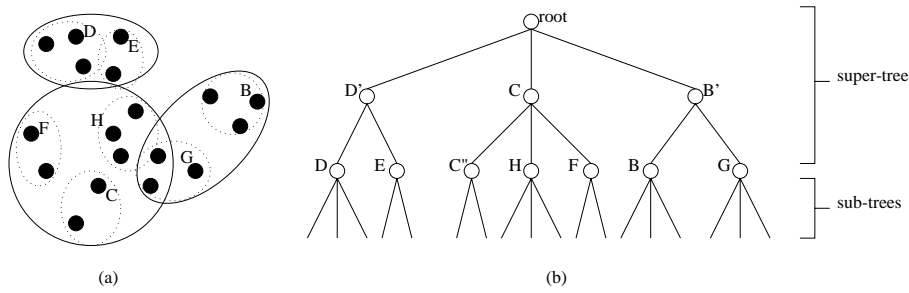 D
E
B
H
F
G
C
(a)
root
D'
C
B'
D
E
C"
H
F
B
G
super-tree
sub-trees
(b)